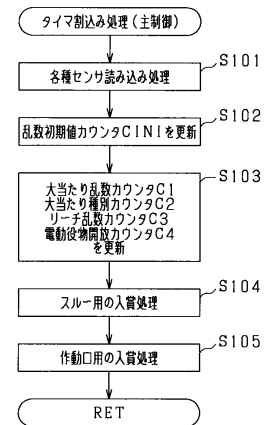 タイマ割込み処理（主制御）
S101
各種センサ読み込み処理
S102
乱数初期値カウンタCINIを更新
S103
大当たり乱数カウンタC1
大当たり種別カウンタC2
リーチ乱数カウンタC3
電動役物開放カウンタC4
を更新
S104
スルー用の入賞処理
S105
作動口用の入賞処理
RET